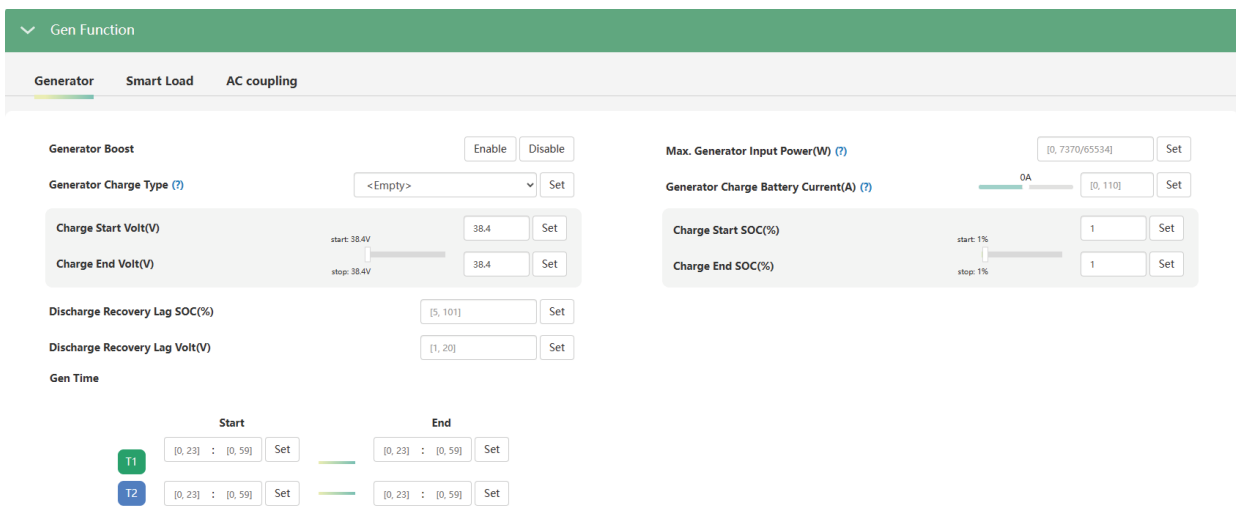 Gen Function
Generator Smart Load AC coupling
Generator Boost Enable Disable
Max. Generator Input Power(W) (?) [0, 7370/65534] Set
Generator Charge Type (?) <Empty> Set
Generator Charge Battery Current(A) (?) 0A [0, 110] Set
Charge Start Volt(V) start: 38.4V 38.4 Set
Charge End Volt(V) stop: 38.4V 38.4 Set
Charge Start SOC(%) start: 1% 1 Set
Charge End SOC(%) stop: 1% 1 Set
Discharge Recovery Lag SOC(%) [5, 101] Set
Discharge Recovery Lag Volt(V) [1, 20] Set
Gen Time
Start End
T1 [0, 23] : [0, 59] Set [0, 23] : [0, 59] Set
T2 [0, 23] : [0, 59] Set [0, 23] : [0, 59] Set